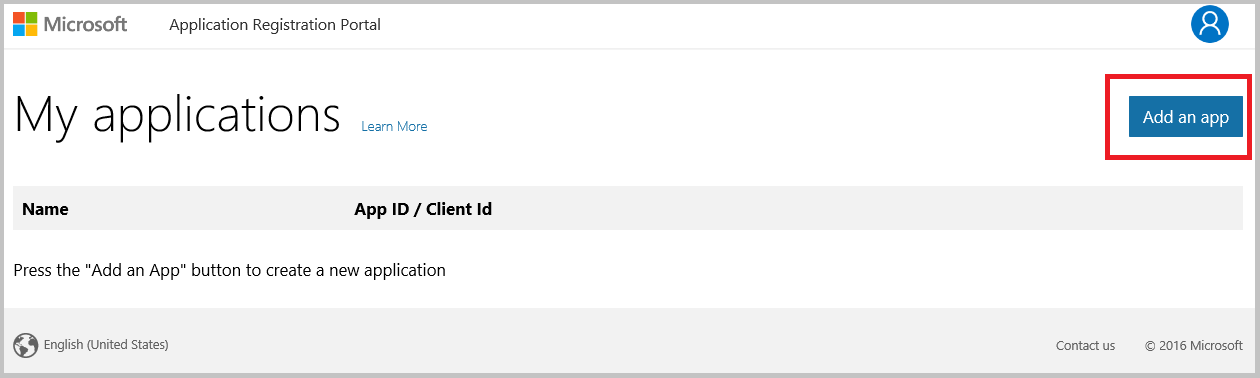 Microsoft Application Registration Portal
My applications Learn More
Add an app
Name App ID / Client Id
Press the "Add an App" button to create a new application
English (United States) Contact us © 2016 Microsoft